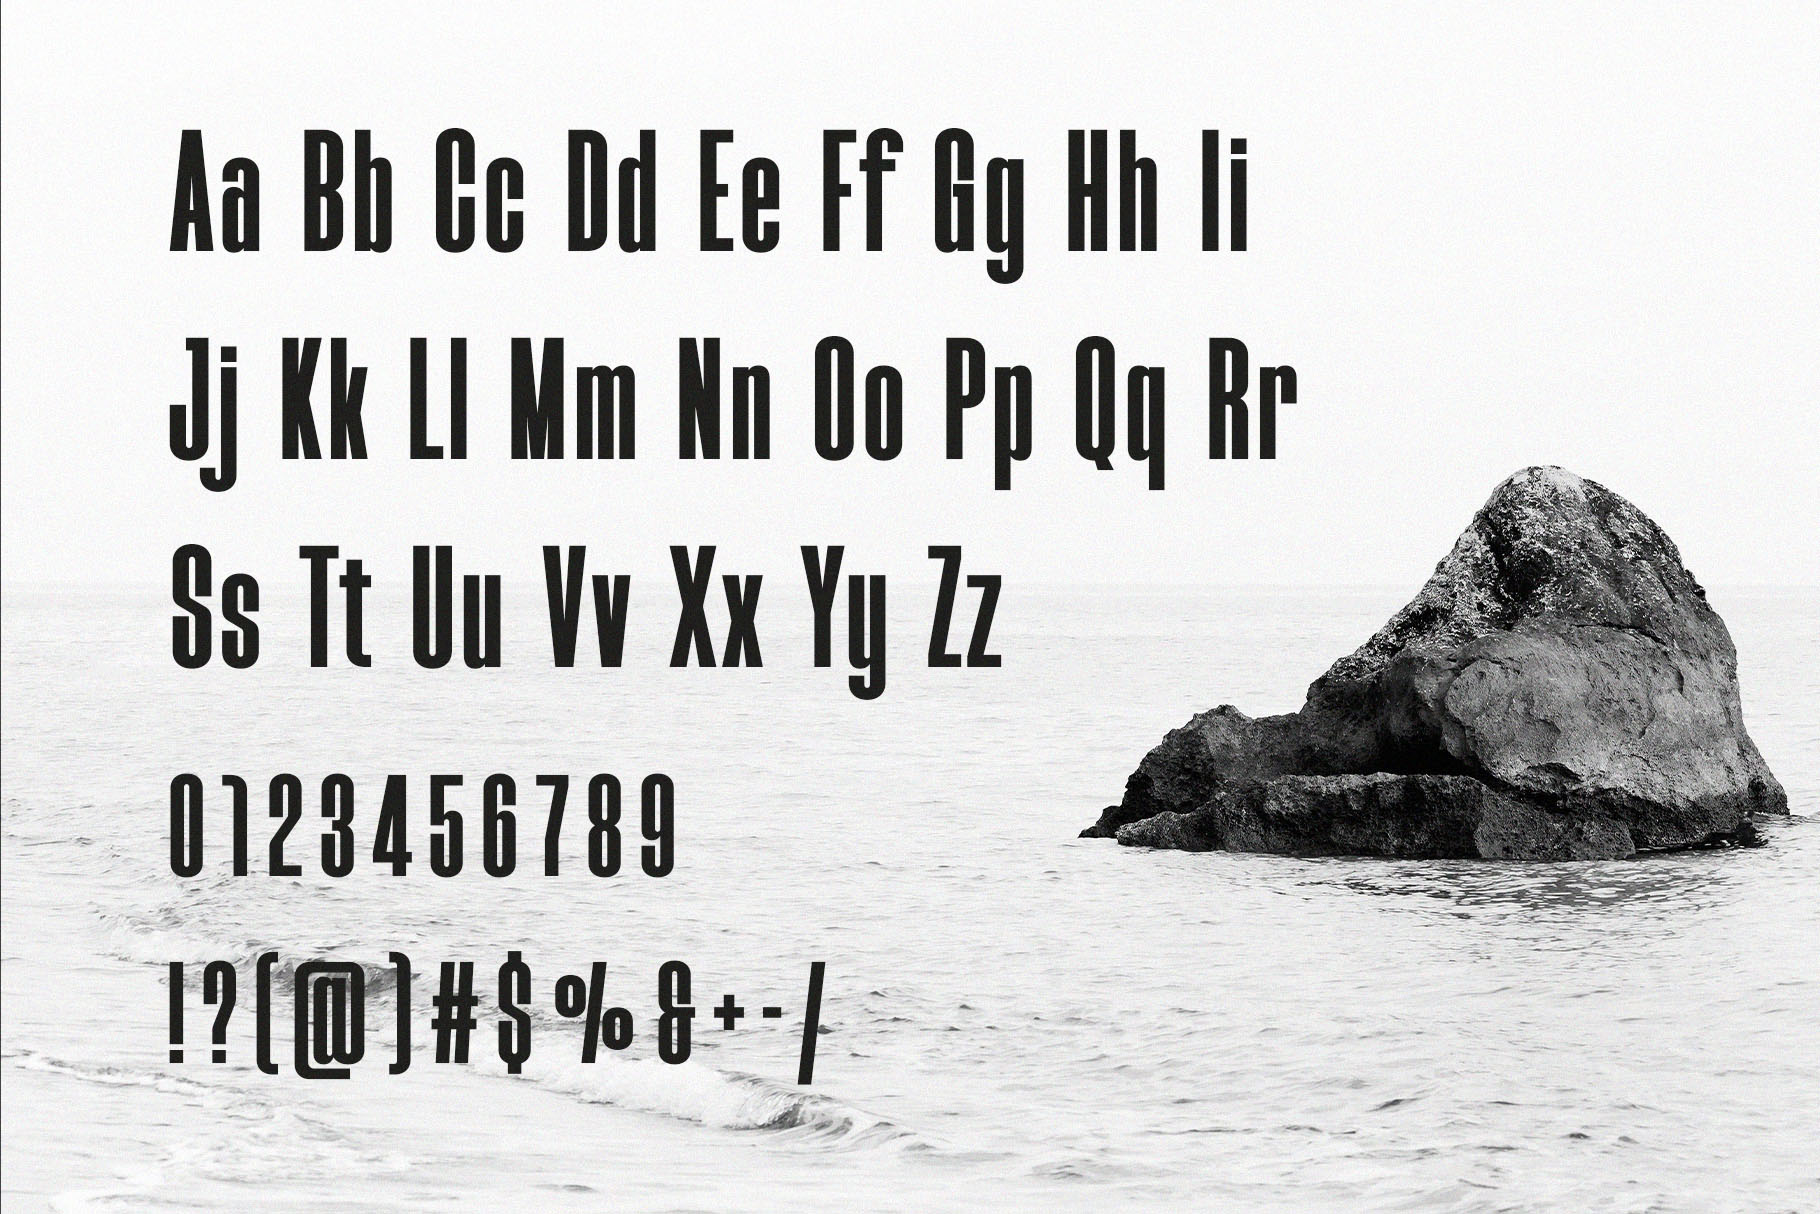 Aa Bb Cc Dd Ee Ff Gg Hh Ii
Jj Kk Ll Mm Nn Oo Pp Qq Rr
Ss Tt Uu Vv Xx Yy Zz
0123456789
!?(@)#$%&+-/